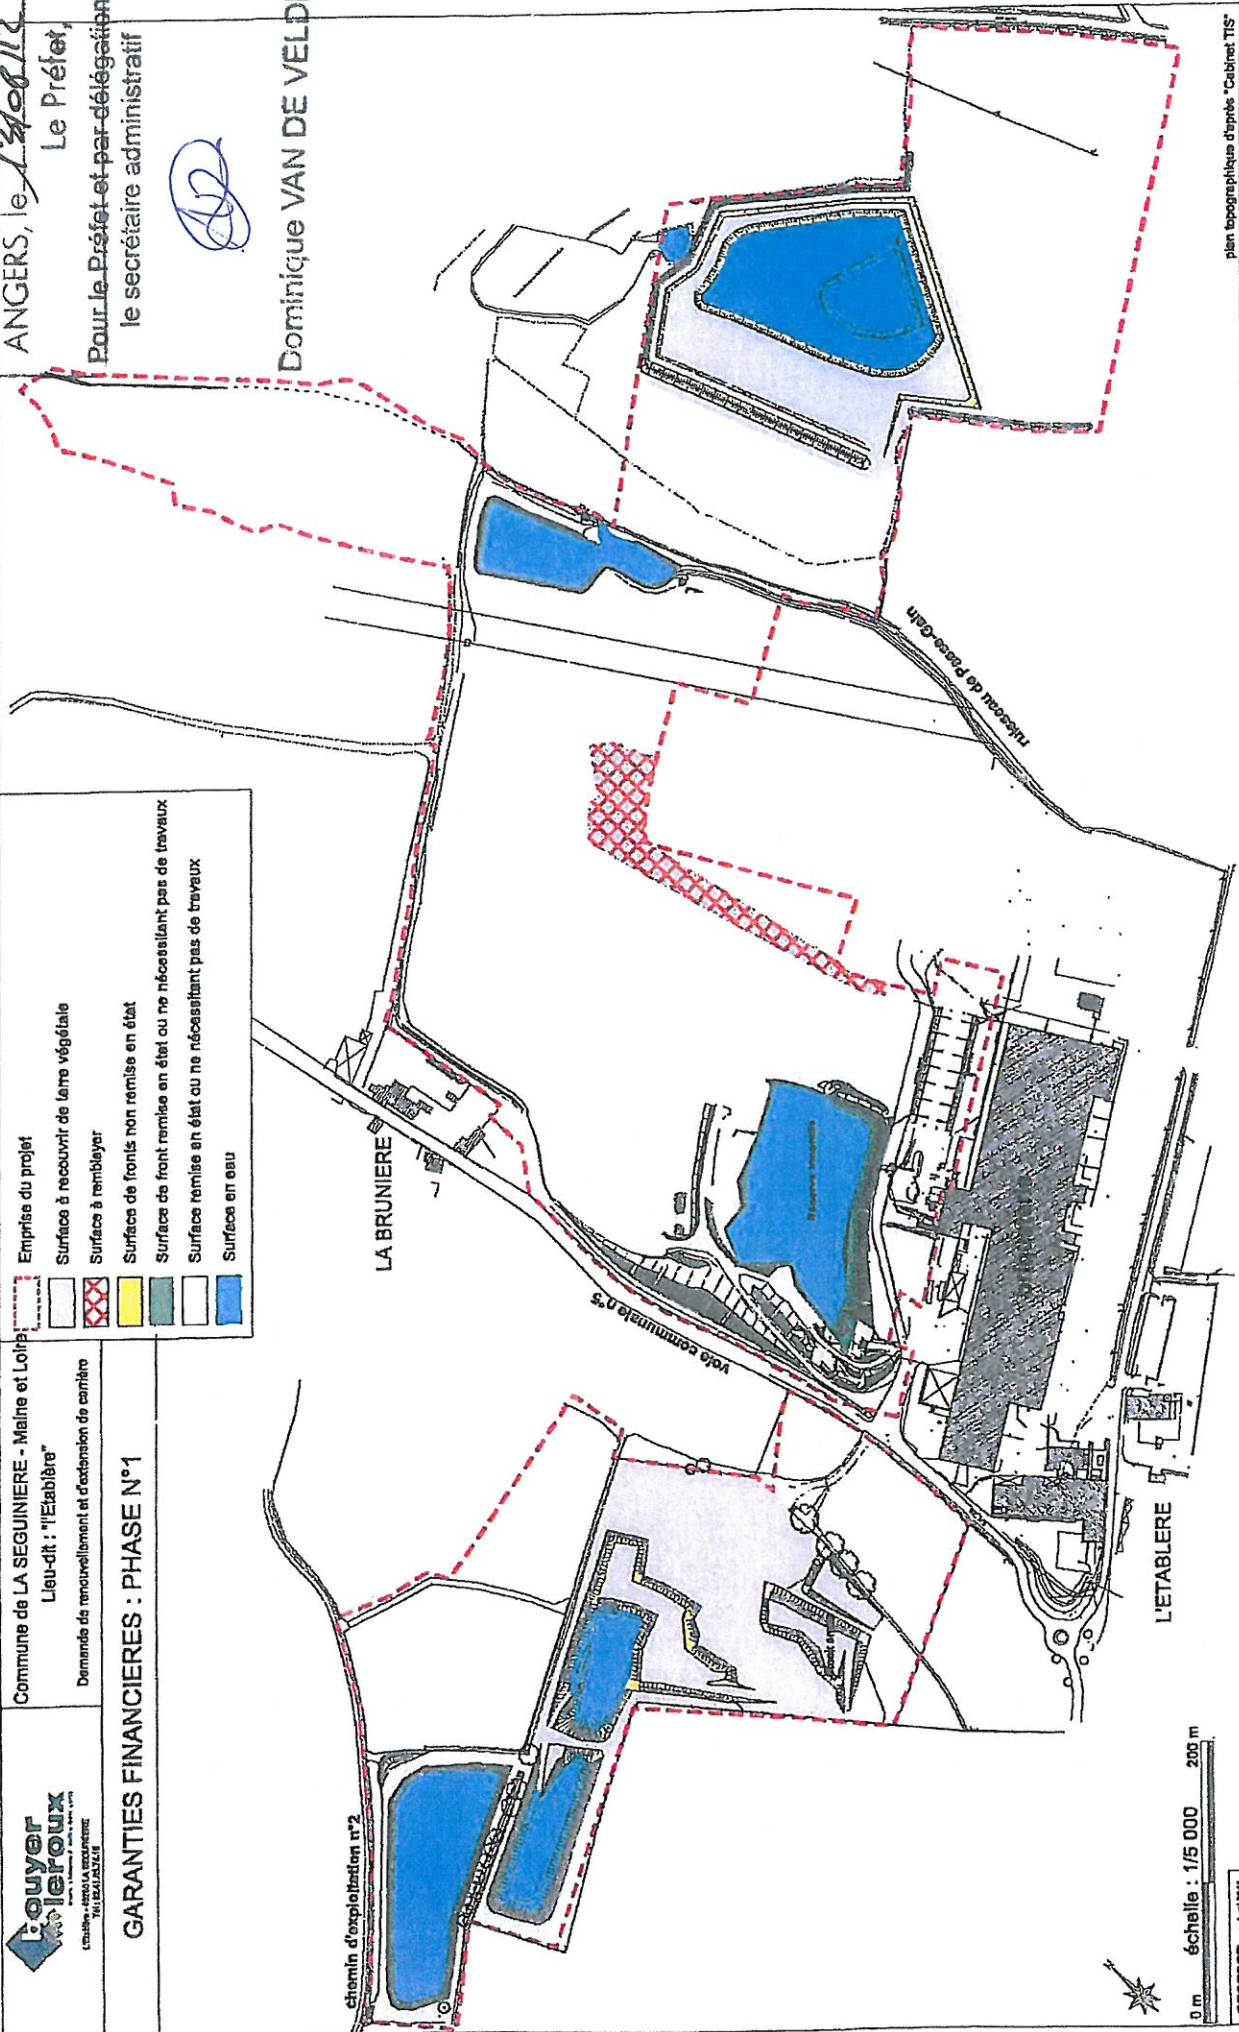 Bouyer
leroux
Commune de LA SEGUINIERE - Maine et Loire
Lieu-dit : "l'Etablère"
Demande de renouvellement et d'extension de carrière
GARANTIES FINANCIERES : PHASE N°1
Emprise du projet
Surface à recouvrir de terre végétale
Surface à remblayer
Surface de fronts non remise en état
Surface de front remise en état ou ne nécessitant pas de travaux
Surface remise en état ou ne nécessitant pas de travaux
Surface en eau
ANGERS, le
Le Préfet,
Pour le Préfet et par délégation
le secrétaire administratif
Dominique VAN DE VELD
chemin d'exploitation n°2
LA BRUNIERE
voie communale n°5
ruisseau de Passe-Gain
L'ETABLERE
N
0 m
échelle : 1/5 000
200 m
plan topographique d'après "Cabinet TIS"